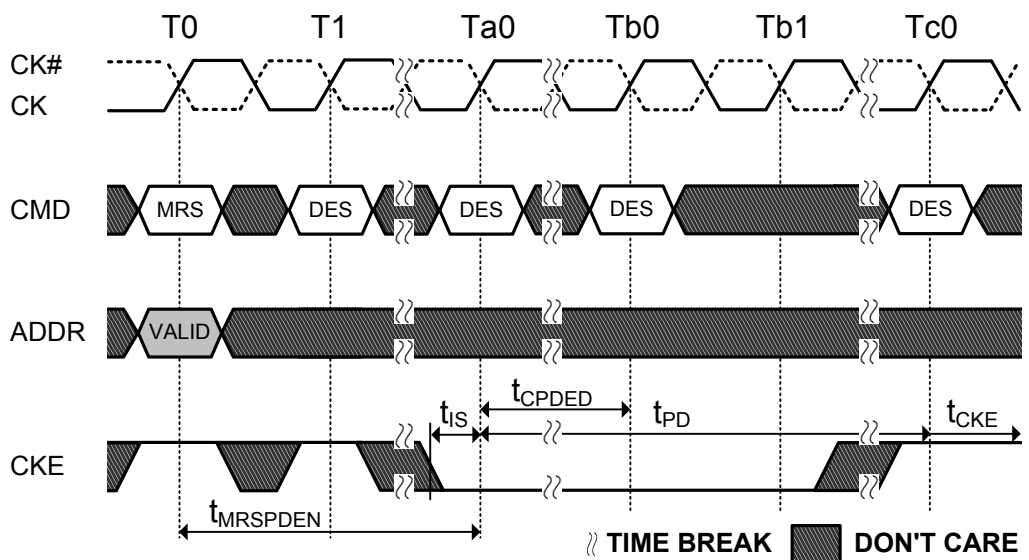 T0 T1 Ta0 Tb0 Tb1 Tc0
CK#
CK
CMD MRS DES DES DES DES
ADDR VALID
tCPDED
tIS tPD tCKE
CKE
tMRSPDEN
TIME BREAK DON'T CARE